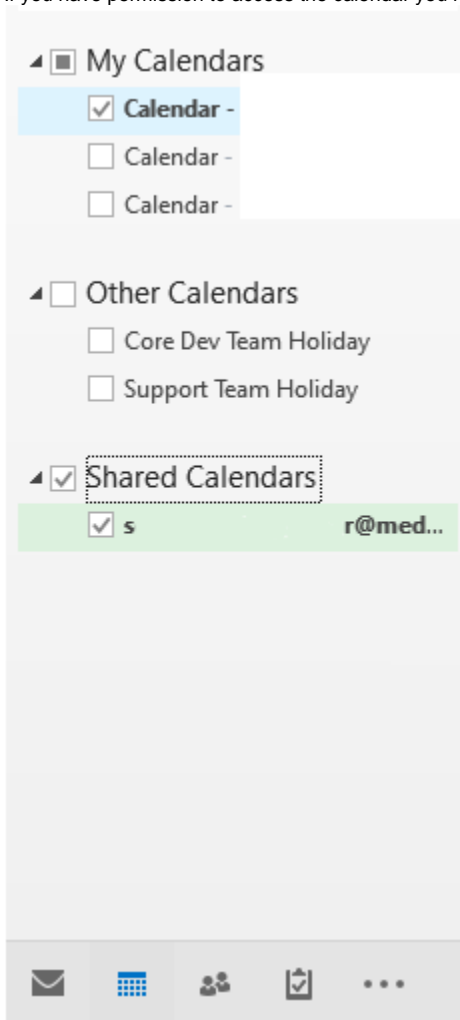 If you have permission to access the calendar you
My Calendars
Calendar -
Calendar -
Calendar -
Other Calendars
Core Dev Team Holiday
Support Team Holiday
Shared Calendars
s r@med...